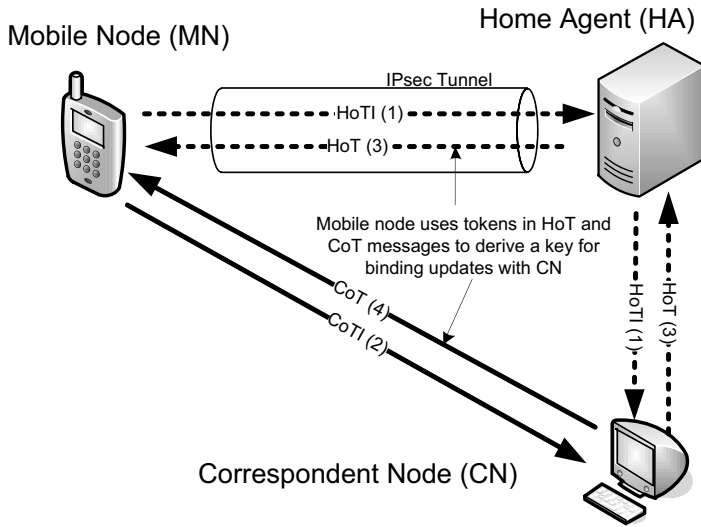 Home Agent (HA)
Mobile Node (MN)
IPsec Tunnel
HoTI (1)
HoT (3)
Mobile node uses tokens in HoT and
CoT messages to derive a key for
binding updates with CN
CoT (4)
CoTI (2)
HoTI (1)
HoT (3)
Correspondent Node (CN)